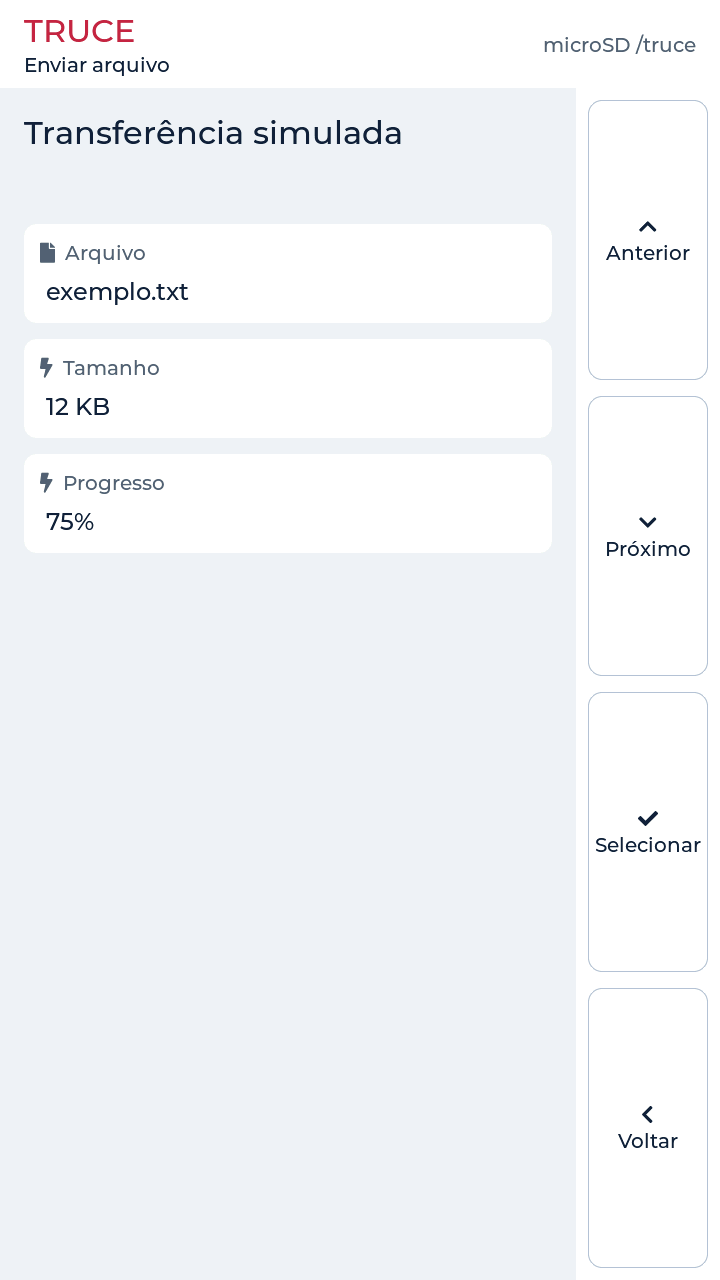 TRUCE
Enviar arquivo
microSD /truce
Transferência simulada
Arquivo
exemplo.txt
Tamanho
12 KB
Progresso
75%
Anterior
Próximo
Selecionar
Voltar